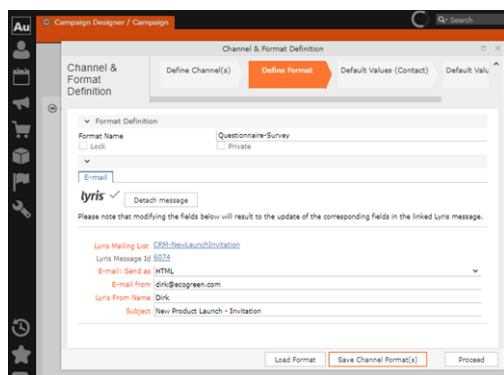 Au
Campaign Designer / Campaign
Search
Channel & Format Definition
Channel &
Format
Definition
Define Channel(s)
Define Format
Default Values (Contact)
Default Valu
Format Definition
Format Name Questionnaire-Survey
Lock Private
E-mail
lyris Detach message
Please note that modifying the fields below will result to the update of the corresponding fields in the linked Lyris message.
Lyris Mailing List CRM-NewLaunchInvitation
Lyris Message Id 6074
E-mail: Send as HTML
E-mail from dirk@ecogreen.com
Lyris From Name Dirk
Subject New Product Launch - Invitation
Load Format Save Channel Format(s) Proceed